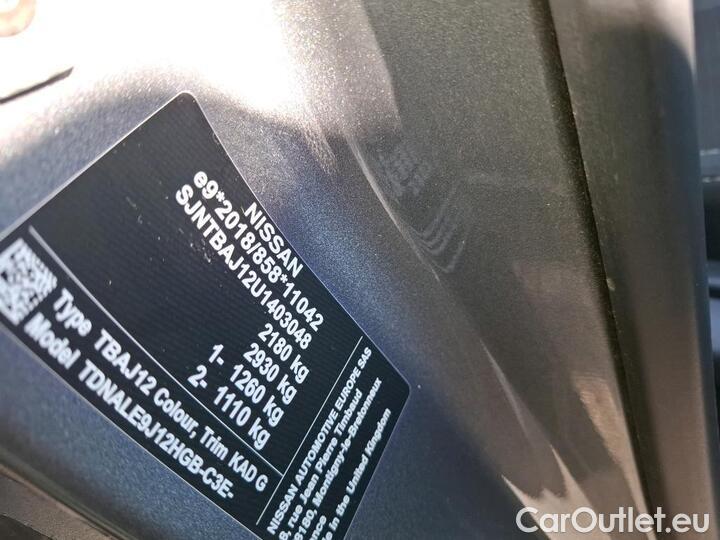 NISSAN
e9*2018/858*11042
SJNTBAJ12U1403048
2180 kg
2930 kg
1- 1260 kg
2- 1110 kg
Type TBAJ12 Colour, Trim KAD G
Model TDNALE9J12HGB-C3E-
NISSAN AUTOMOTIVE EUROPE SAS
8, rue Jean Pierre Timbaud
8180, Montigny-le-Bretonneux
in the United Kingdom
CarOutlet.eu